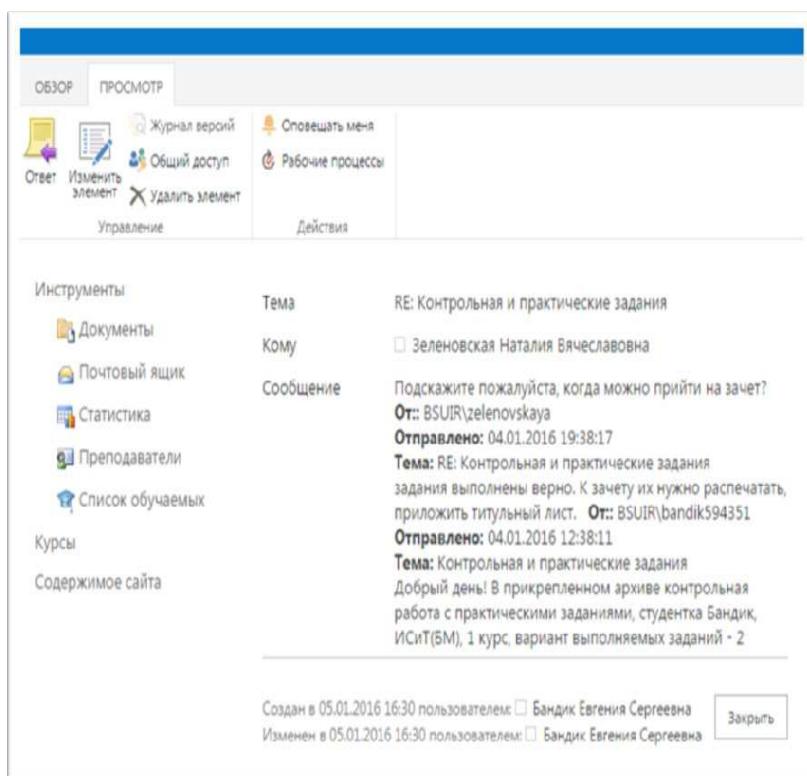 ОБЗОР ПРОСМОТР
Журнал версий
Оповещать меня
Общий доступ
Рабочие процессы
Ответ
Изменить
элемент
Удалить элемент
Управление
Действия
Инструменты
Документы
Почтовый ящик
Статистика
Преподаватели
Список обучаемых
Курсы
Содержимое сайта
Тема RE: Контрольная и практические задания
Кому Зеленовская Наталия Вячеславовна
Сообщение Подскажите пожалуйста, когда можно прийти на зачет?
От:: BSUIR\zelenovskaya
Отправлено: 04.01.2016 19:38:17
Тема: RE: Контрольная и практические задания
задания выполнены верно. К зачету их нужно распечатать,
приложить титульный лист. От:: BSUIR\bandik594351
Отправлено: 04.01.2016 12:38:11
Тема: Контрольная и практические задания
Добрый день! В прикрепленном архиве контрольная
работа с практическими заданиями, студентка Бандик,
ИСиТ(БМ), 1 курс, вариант выполняемых заданий - 2
Создан в 05.01.2016 16:30 пользователем: Бандик Евгения Сергеевна
Изменен в 05.01.2016 16:30 пользователем: Бандик Евгения Сергеевна
Закрыть